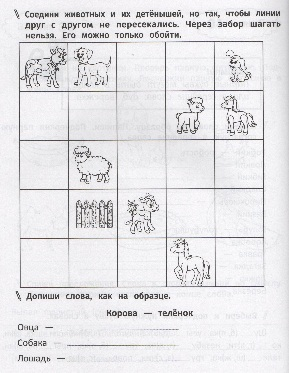 Соедини животных и их детёнышей, но так, чтобы линии
друг с другом не пересекались. Через забор шагать
нельзя. Его можно только обойти.
Допиши слова, как на образце.
Корова — телёнок
Овца —
Собака —
Лошадь —